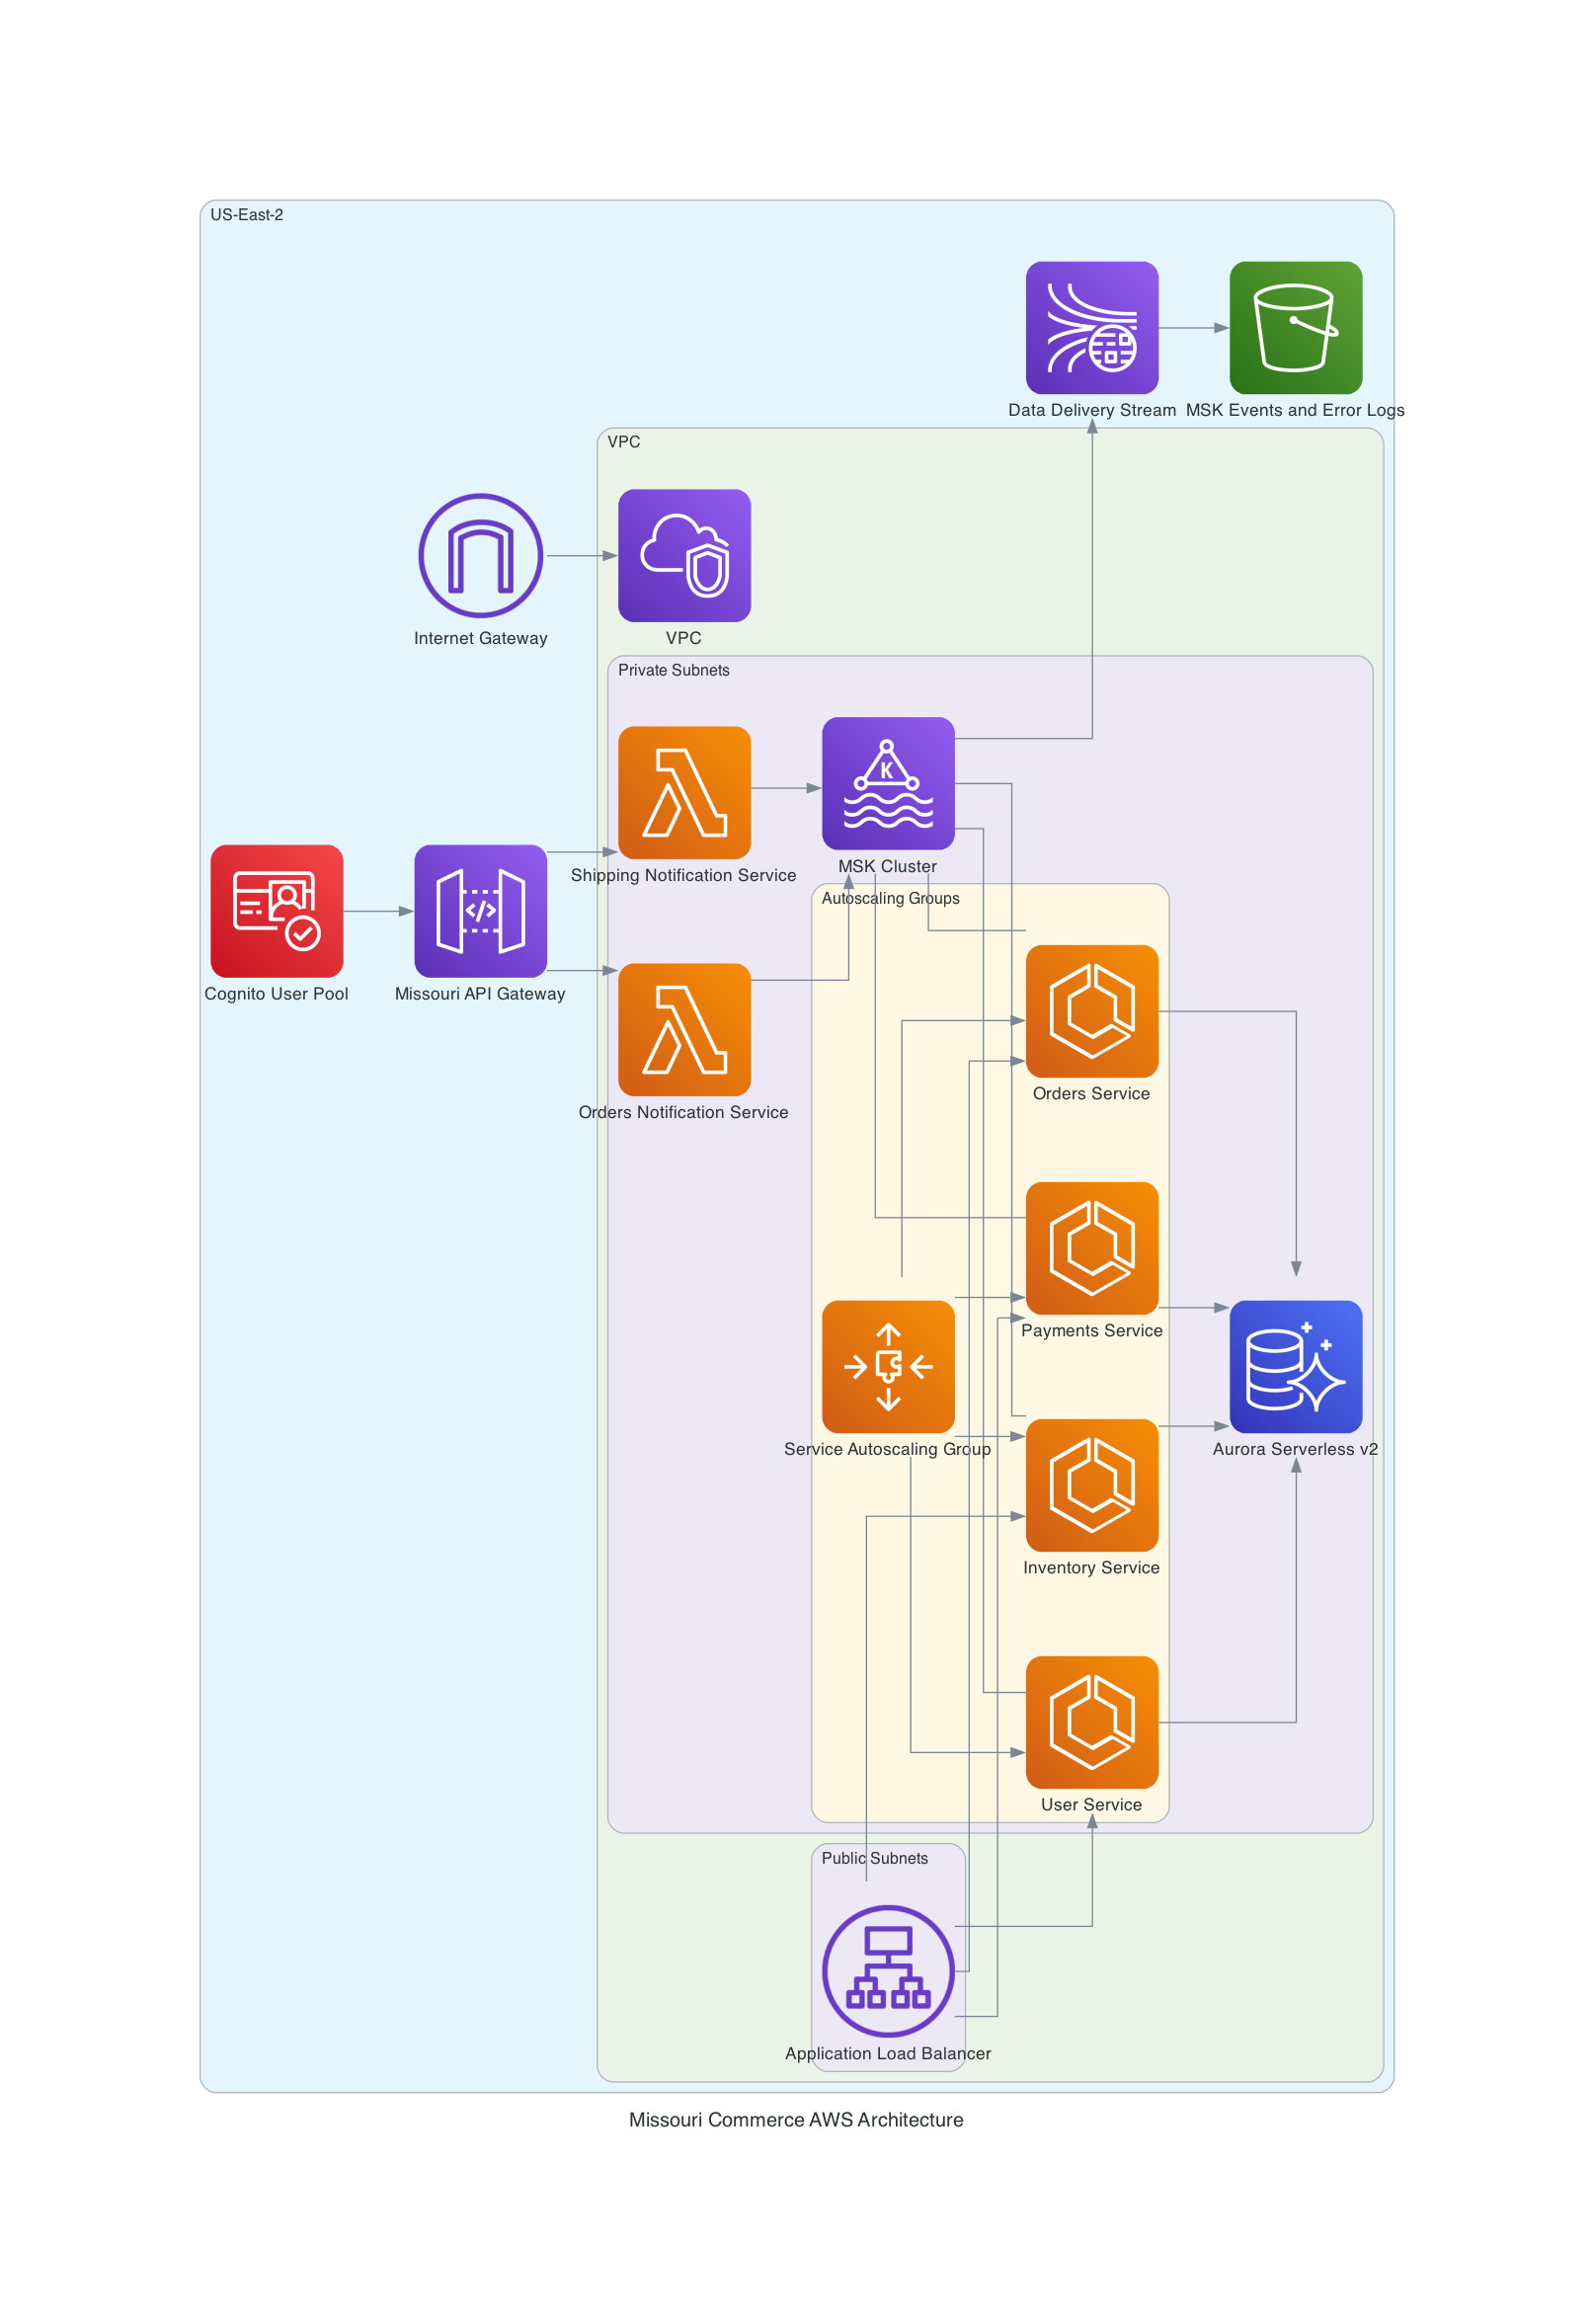 US-East-2
Data Delivery Stream
MSK Events and Error Logs
VPC
Internet Gateway
VPC
Private Subnets
K
MSK Cluster
Shipping Notification Service
Autoscaling Groups
</>
Cognito User Pool
Missouri API Gateway
Orders Service
Orders Notification Service
Payments Service
Service Autoscaling Group
Aurora Serverless v2
Inventory Service
User Service
Public Subnets
Application Load Balancer
Missouri Commerce AWS Architecture